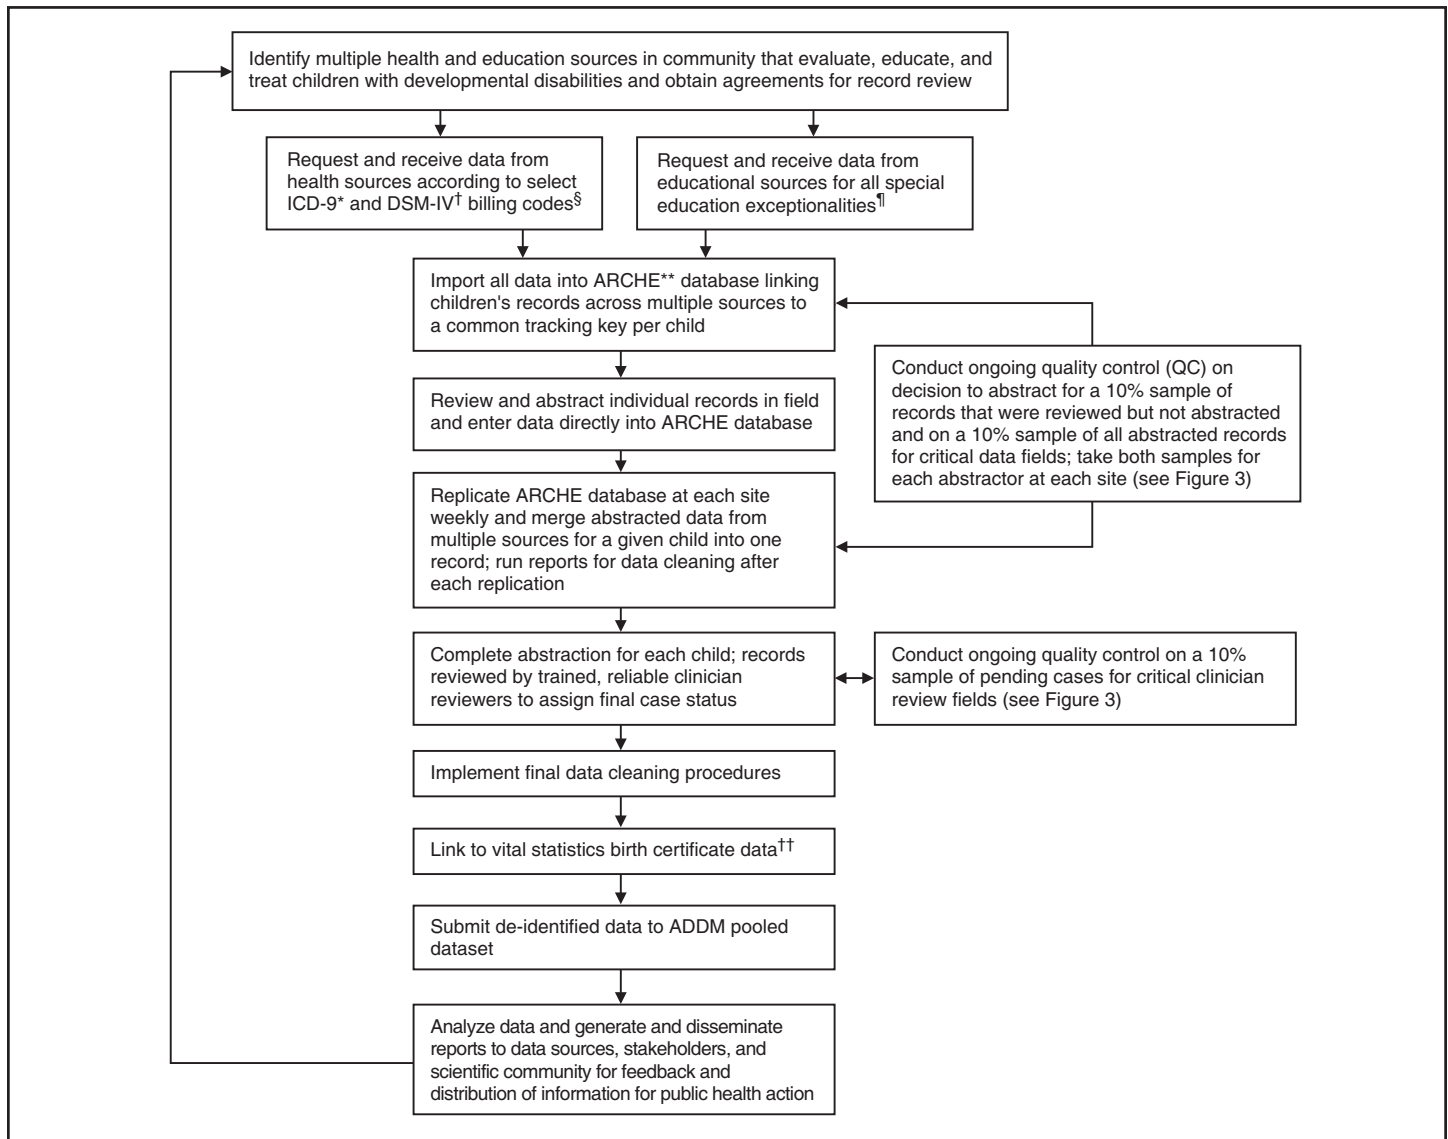 Identify multiple health and education sources in community that evaluate, educate, and
treat children with developmental disabilities and obtain agreements for record review
Request and receive data from
health sources according to select
ICD-9* and DSM-IV† billing codes§
Request and receive data from
educational sources for all special
education exceptionalities¶
Import all data into ARCHE** database linking
children's records across multiple sources to
a common tracking key per child
Conduct ongoing quality control (QC) on
decision to abstract for a 10% sample of
records that were reviewed but not abstracted
and on a 10% sample of all abstracted records
for critical data fields; take both samples for
each abstractor at each site (see Figure 3)
Review and abstract individual records in field
and enter data directly into ARCHE database
Replicate ARCHE database at each site
weekly and merge abstracted data from
multiple sources for a given child into one
record; run reports for data cleaning after
each replication
Complete abstraction for each child; records
reviewed by trained, reliable clinician
reviewers to assign final case status
Conduct ongoing quality control on a 10%
sample of pending cases for critical clinician
review fields (see Figure 3)
Implement final data cleaning procedures
Link to vital statistics birth certificate data††
Submit de-identified data to ADDM pooled
dataset
Analyze data and generate and disseminate
reports to data sources, stakeholders, and
scientific community for feedback and
distribution of information for public health action